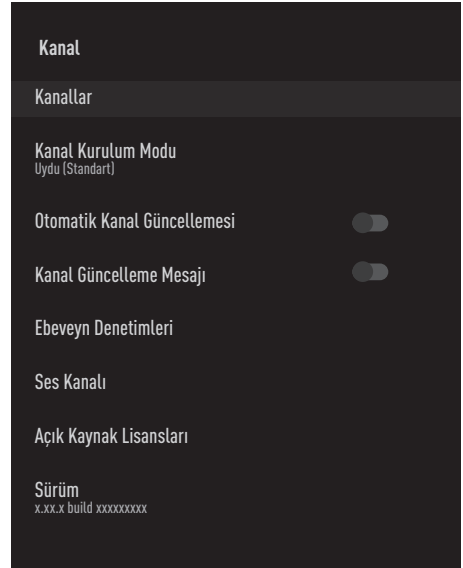 Kanal
Kanallar
Kanal Kurulum Modu
Uydu (Standart)
Otomatik Kanal Güncellemesi
Kanal Güncelleme Mesajı
Ebeveyn Denetimleri
Ses Kanalı
Açık Kaynak Lisansları
Sürüm
x.xx.x build xxxxxxxxx